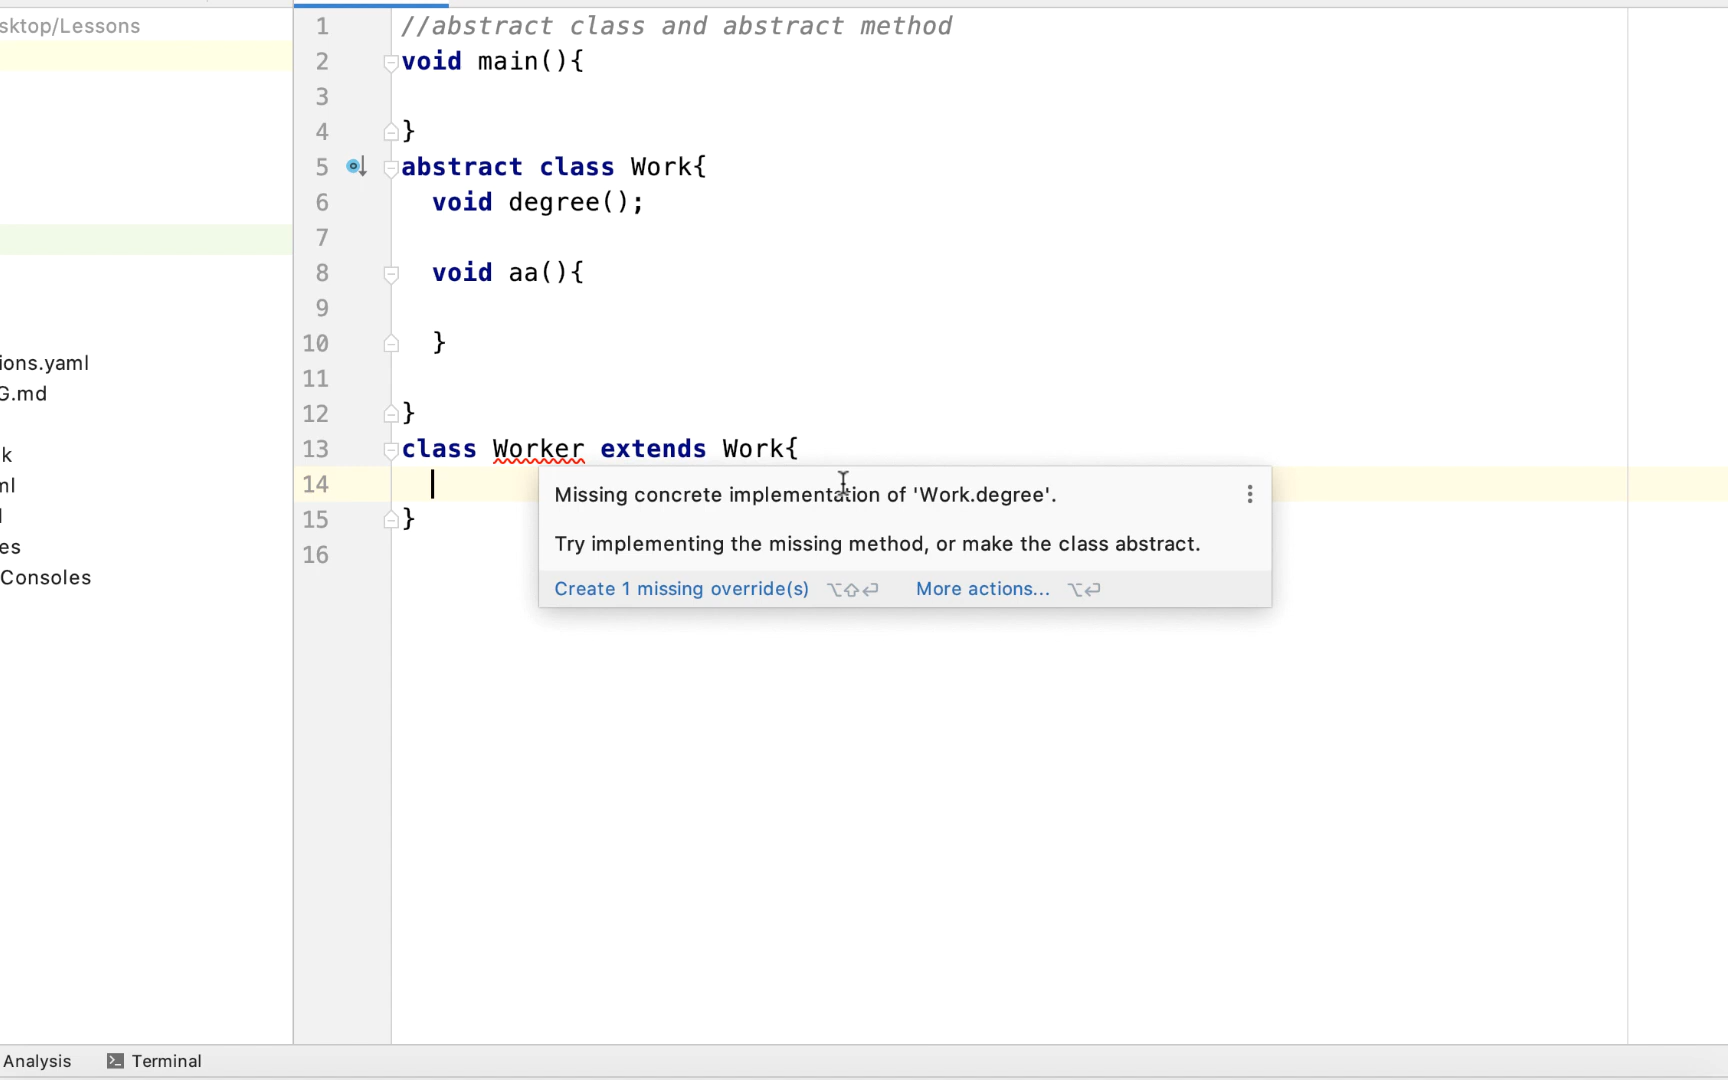 sktop/Lessons
ions.yaml
G.md
k
ml
es
Consoles
1 //abstract class and abstract method
2 void main(){
3
4 }
5 abstract class Work{
6 void degree();
7
8 void aa(){
9
10 }
11
12 }
13 class Worker extends Work{
14
15 }
16
Missing concrete implementation of 'Work.degree'.
Try implementing the missing method, or make the class abstract.
Create 1 missing override(s) ⌥⇧⏎ More actions... ⌥⏎
Analysis Terminal